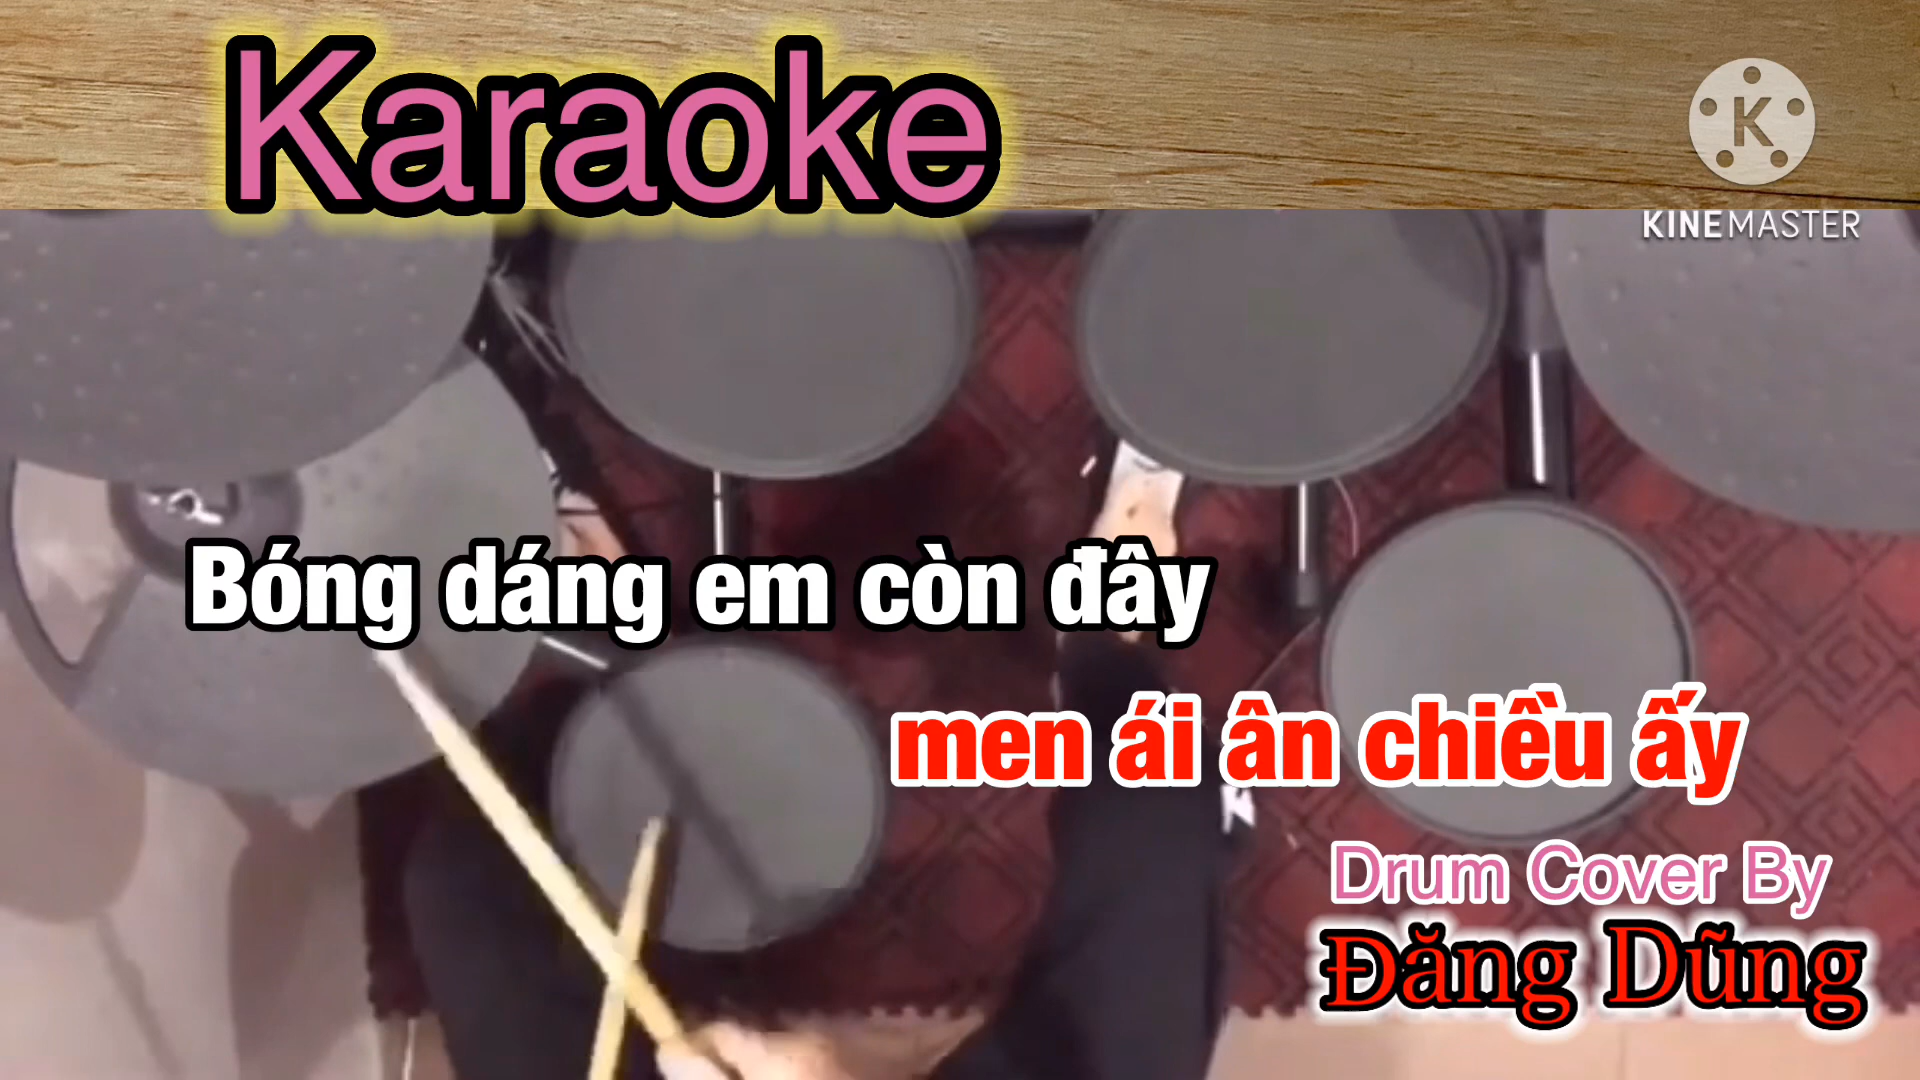 Karaoke
K
KINEMASTER
Bóng dáng em còn đây
men ái ân chiều ấy
Drum Cover By
Đăng Dũng